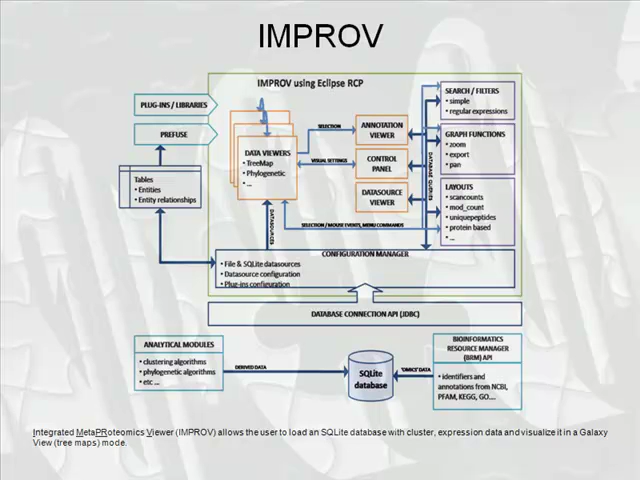 IMPROV
IMPROV using Eclipse RCP
PLUG-INS / LIBRARIES
PREFUSE
Tables
• Entities
• Entity relationships
DATA VIEWERS
• TreeMap
• Phylogenetic
• ...
SELECTION
VISUAL SETTINGS
ANNOTATION
VIEWER
CONTROL
PANEL
DATASOURCE
VIEWER
DATABASE QUERIES
SEARCH / FILTERS
• simple
• regular expressions
GRAPH FUNCTIONS
• zoom
• export
• pan
LAYOUTS
• scancounts
• mod_count
• uniquepeptides
• protein based
• ...
DATASOURCES
SELECTION / MOUSE EVENTS, MENU COMMANDS
CONFIGURATION MANAGER
• File & SQLite datasources
• Datasource configuration
• Plug-ins configuration
DATABASE CONNECTION API (JDBC)
ANALYTICAL MODULES
• clustering algorithms
• phylogenetic algorithms
• etc ...
DERIVED DATA
SQLite
database
'OMICS' DATA
BIOINFORMATICS
RESOURCE MANAGER
(BRM) API
• identifiers and
annotations from NCBI,
PFAM, KEGG, GO....
Integrated MetaPRoteomics Viewer (IMPROV) allows the user to load an SQLite database with cluster, expression data and visualize it in a Galaxy
View (tree maps) mode.